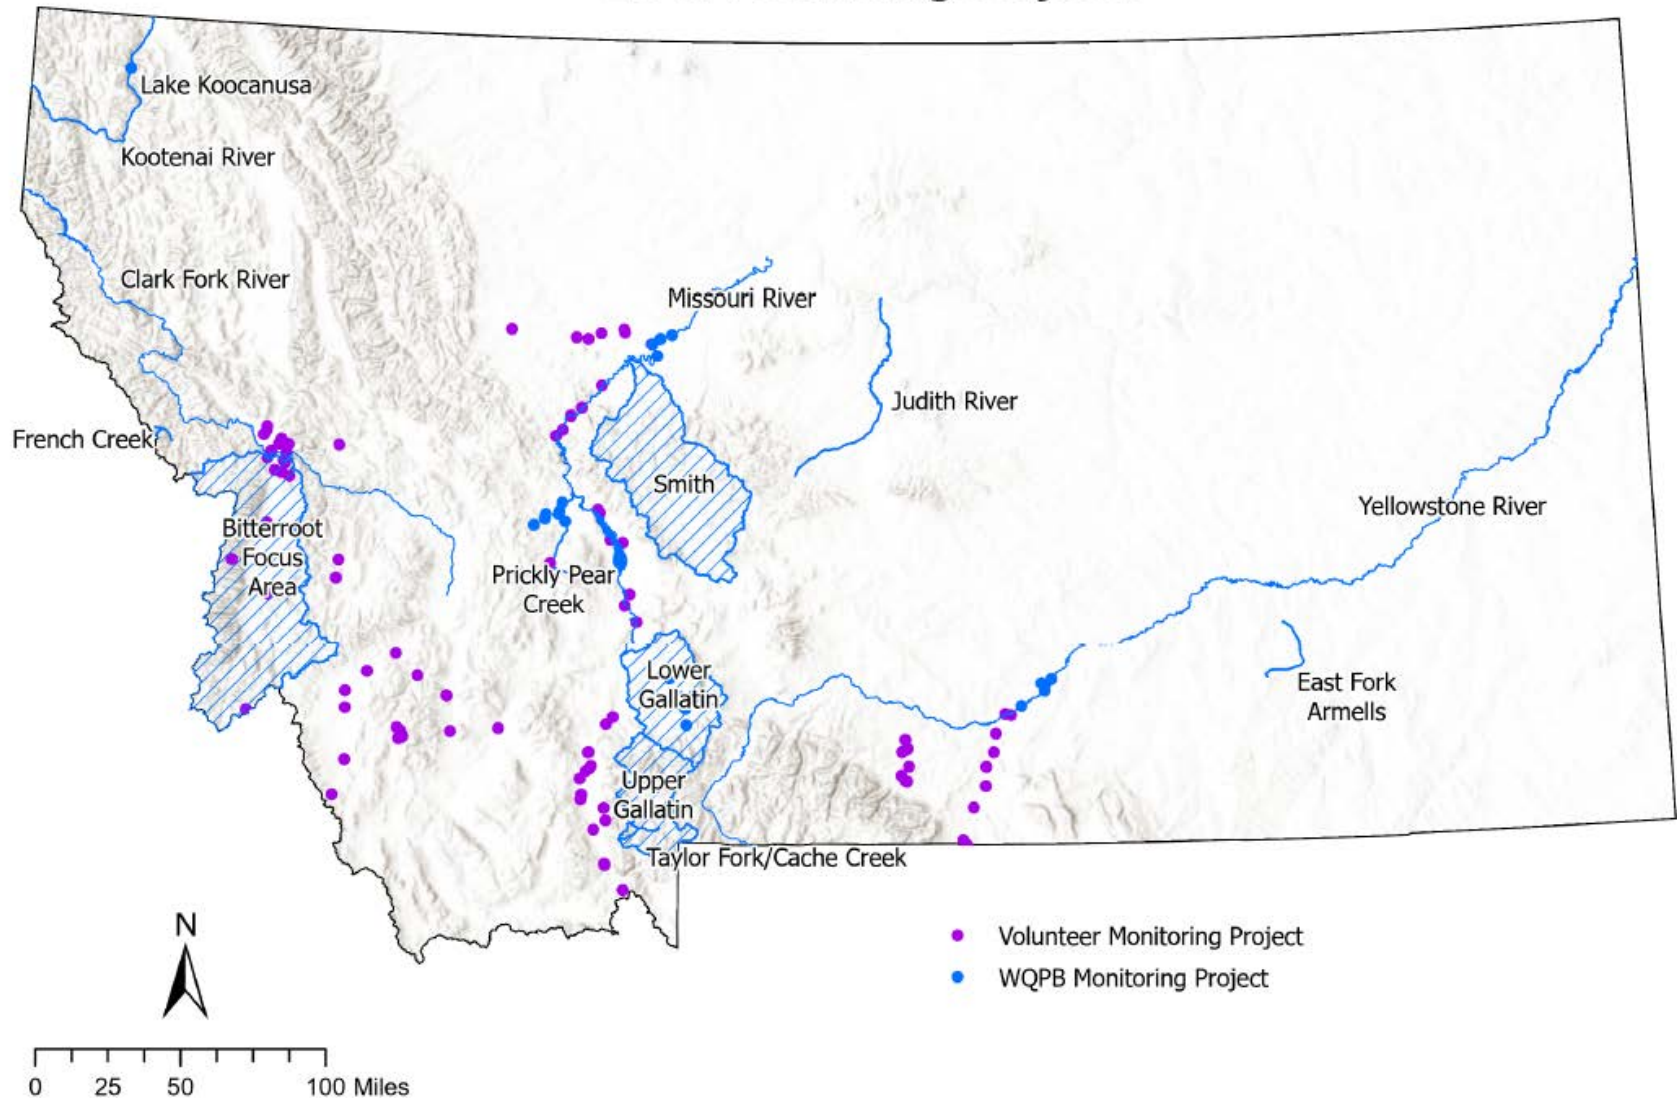 Lake Koocanusa
Kootenai River
Clark Fork River
Missouri River
Judith River
French Creek
Smith
Yellowstone River
Bitterroot
Focus
Area
Prickly Pear
Creek
Lower
Gallatin
East Fork
Armells
Upper
Gallatin
Taylor Fork/Cache Creek
N
Volunteer Monitoring Project
WQPB Monitoring Project
0 25 50 100 Miles